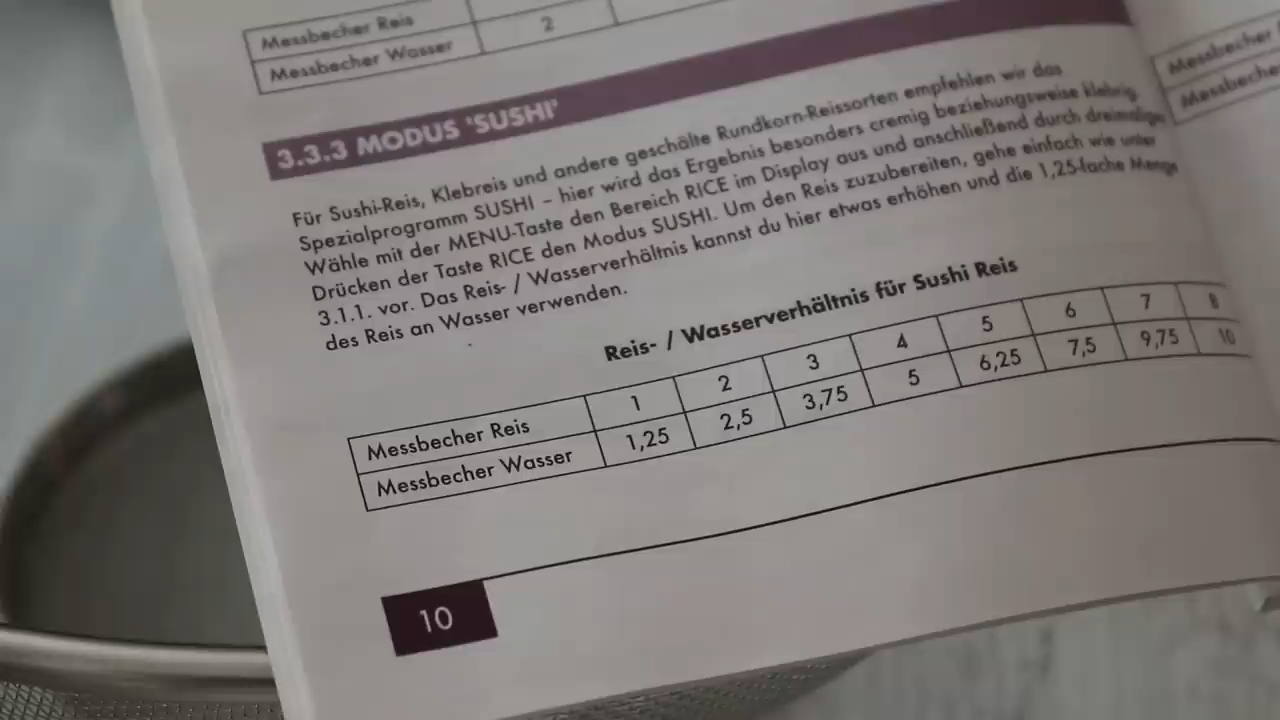 Messbecher Reis
Messbecher Wasser 2
3.3.3 MODUS 'SUSHI'
Für Sushi-Reis, Klebreis und andere geschälte Rundkorn-Reissorten empfehlen wir das
Spezialprogramm SUSHI – hier wird das Ergebnis besonders cremig beziehungsweise klebrig.
Wähle mit der MENU-Taste den Bereich RICE im Display aus und anschließend durch dreimaliges
Drücken der Taste RICE den Modus SUSHI. Um den Reis zuzubereiten, gehe einfach wie unter
3.1.1. vor. Das Reis- / Wasserverhältnis kannst du hier etwas erhöhen und die 1,25-fache Menge
des Reis an Wasser verwenden.
Reis- / Wasserverhältnis für Sushi Reis
Messbecher Reis 1 2 3 4 5 6 7 8
Messbecher Wasser 1,25 2,5 3,75 5 6,25 7,5 9,75 10
10
Messbecher
Messbecher